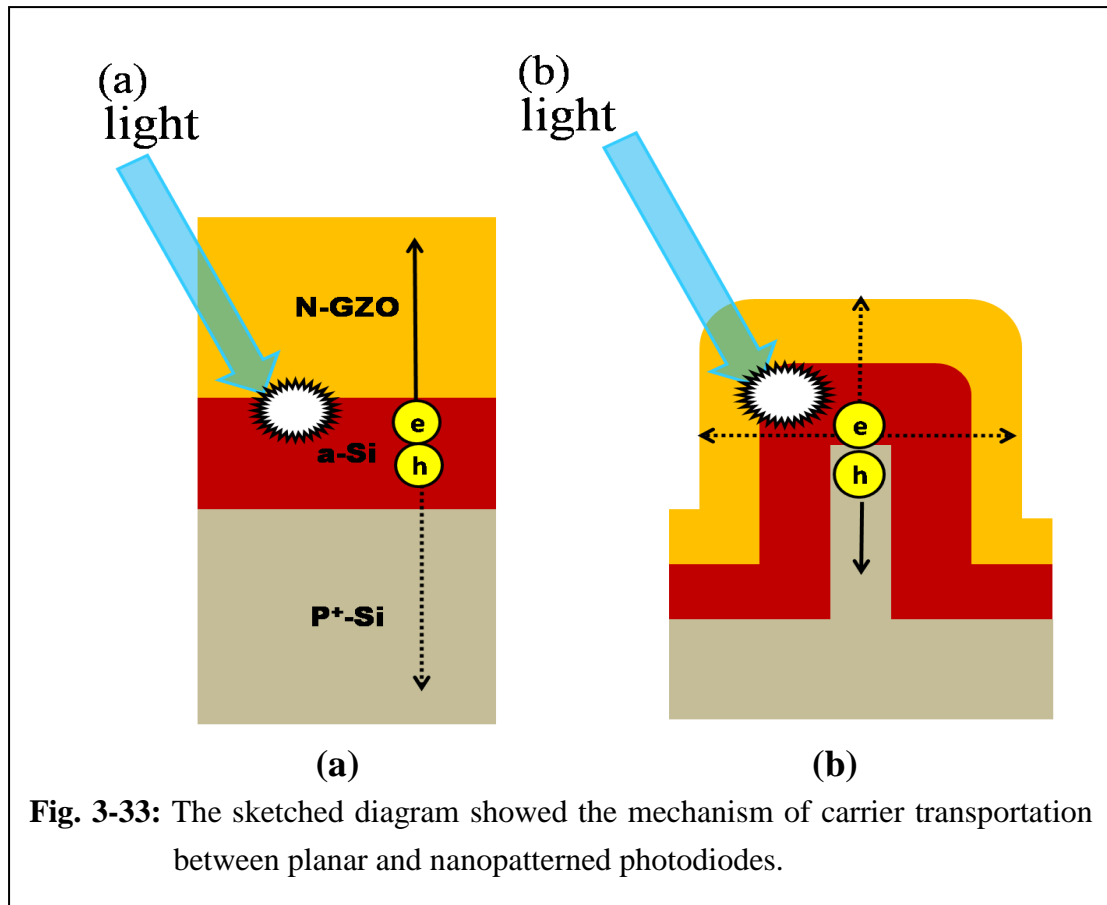 (a)
light
N-GZO
a-Si
e
h
P⁺-Si
(b)
light
e
h
(a)
(b)
Fig. 3-33: The sketched diagram showed the mechanism of carrier transportation
between planar and nanopatterned photodiodes.